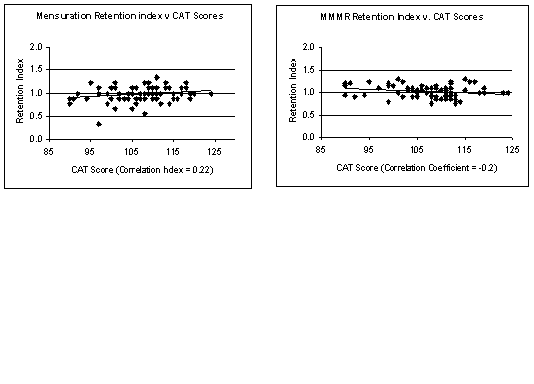 Mensuration Retention index v CAT Scores
Retention Index
2.0
1.5
1.0
0.5
0.0
85 95 105 115 125
CAT Score (Correlation Index = 0.22)
MMMR Retention Index v. CAT Scores
Retention Index
2.0
1.5
1.0
0.5
0.0
85 95 105 115 125
CAT Score (Correlation Coefficient = -0.2)